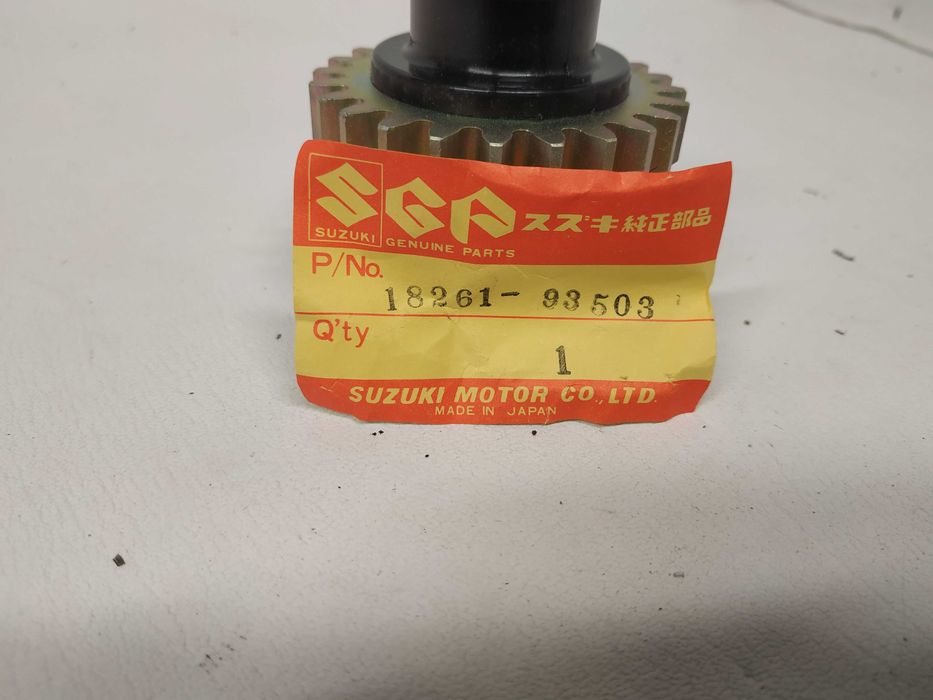 SGP スズキ純正部品
SUZUKI GENUINE PARTS
P/No.
18261-93503
Q'ty
1
SUZUKI MOTOR CO.,LTD.
MADE IN JAPAN